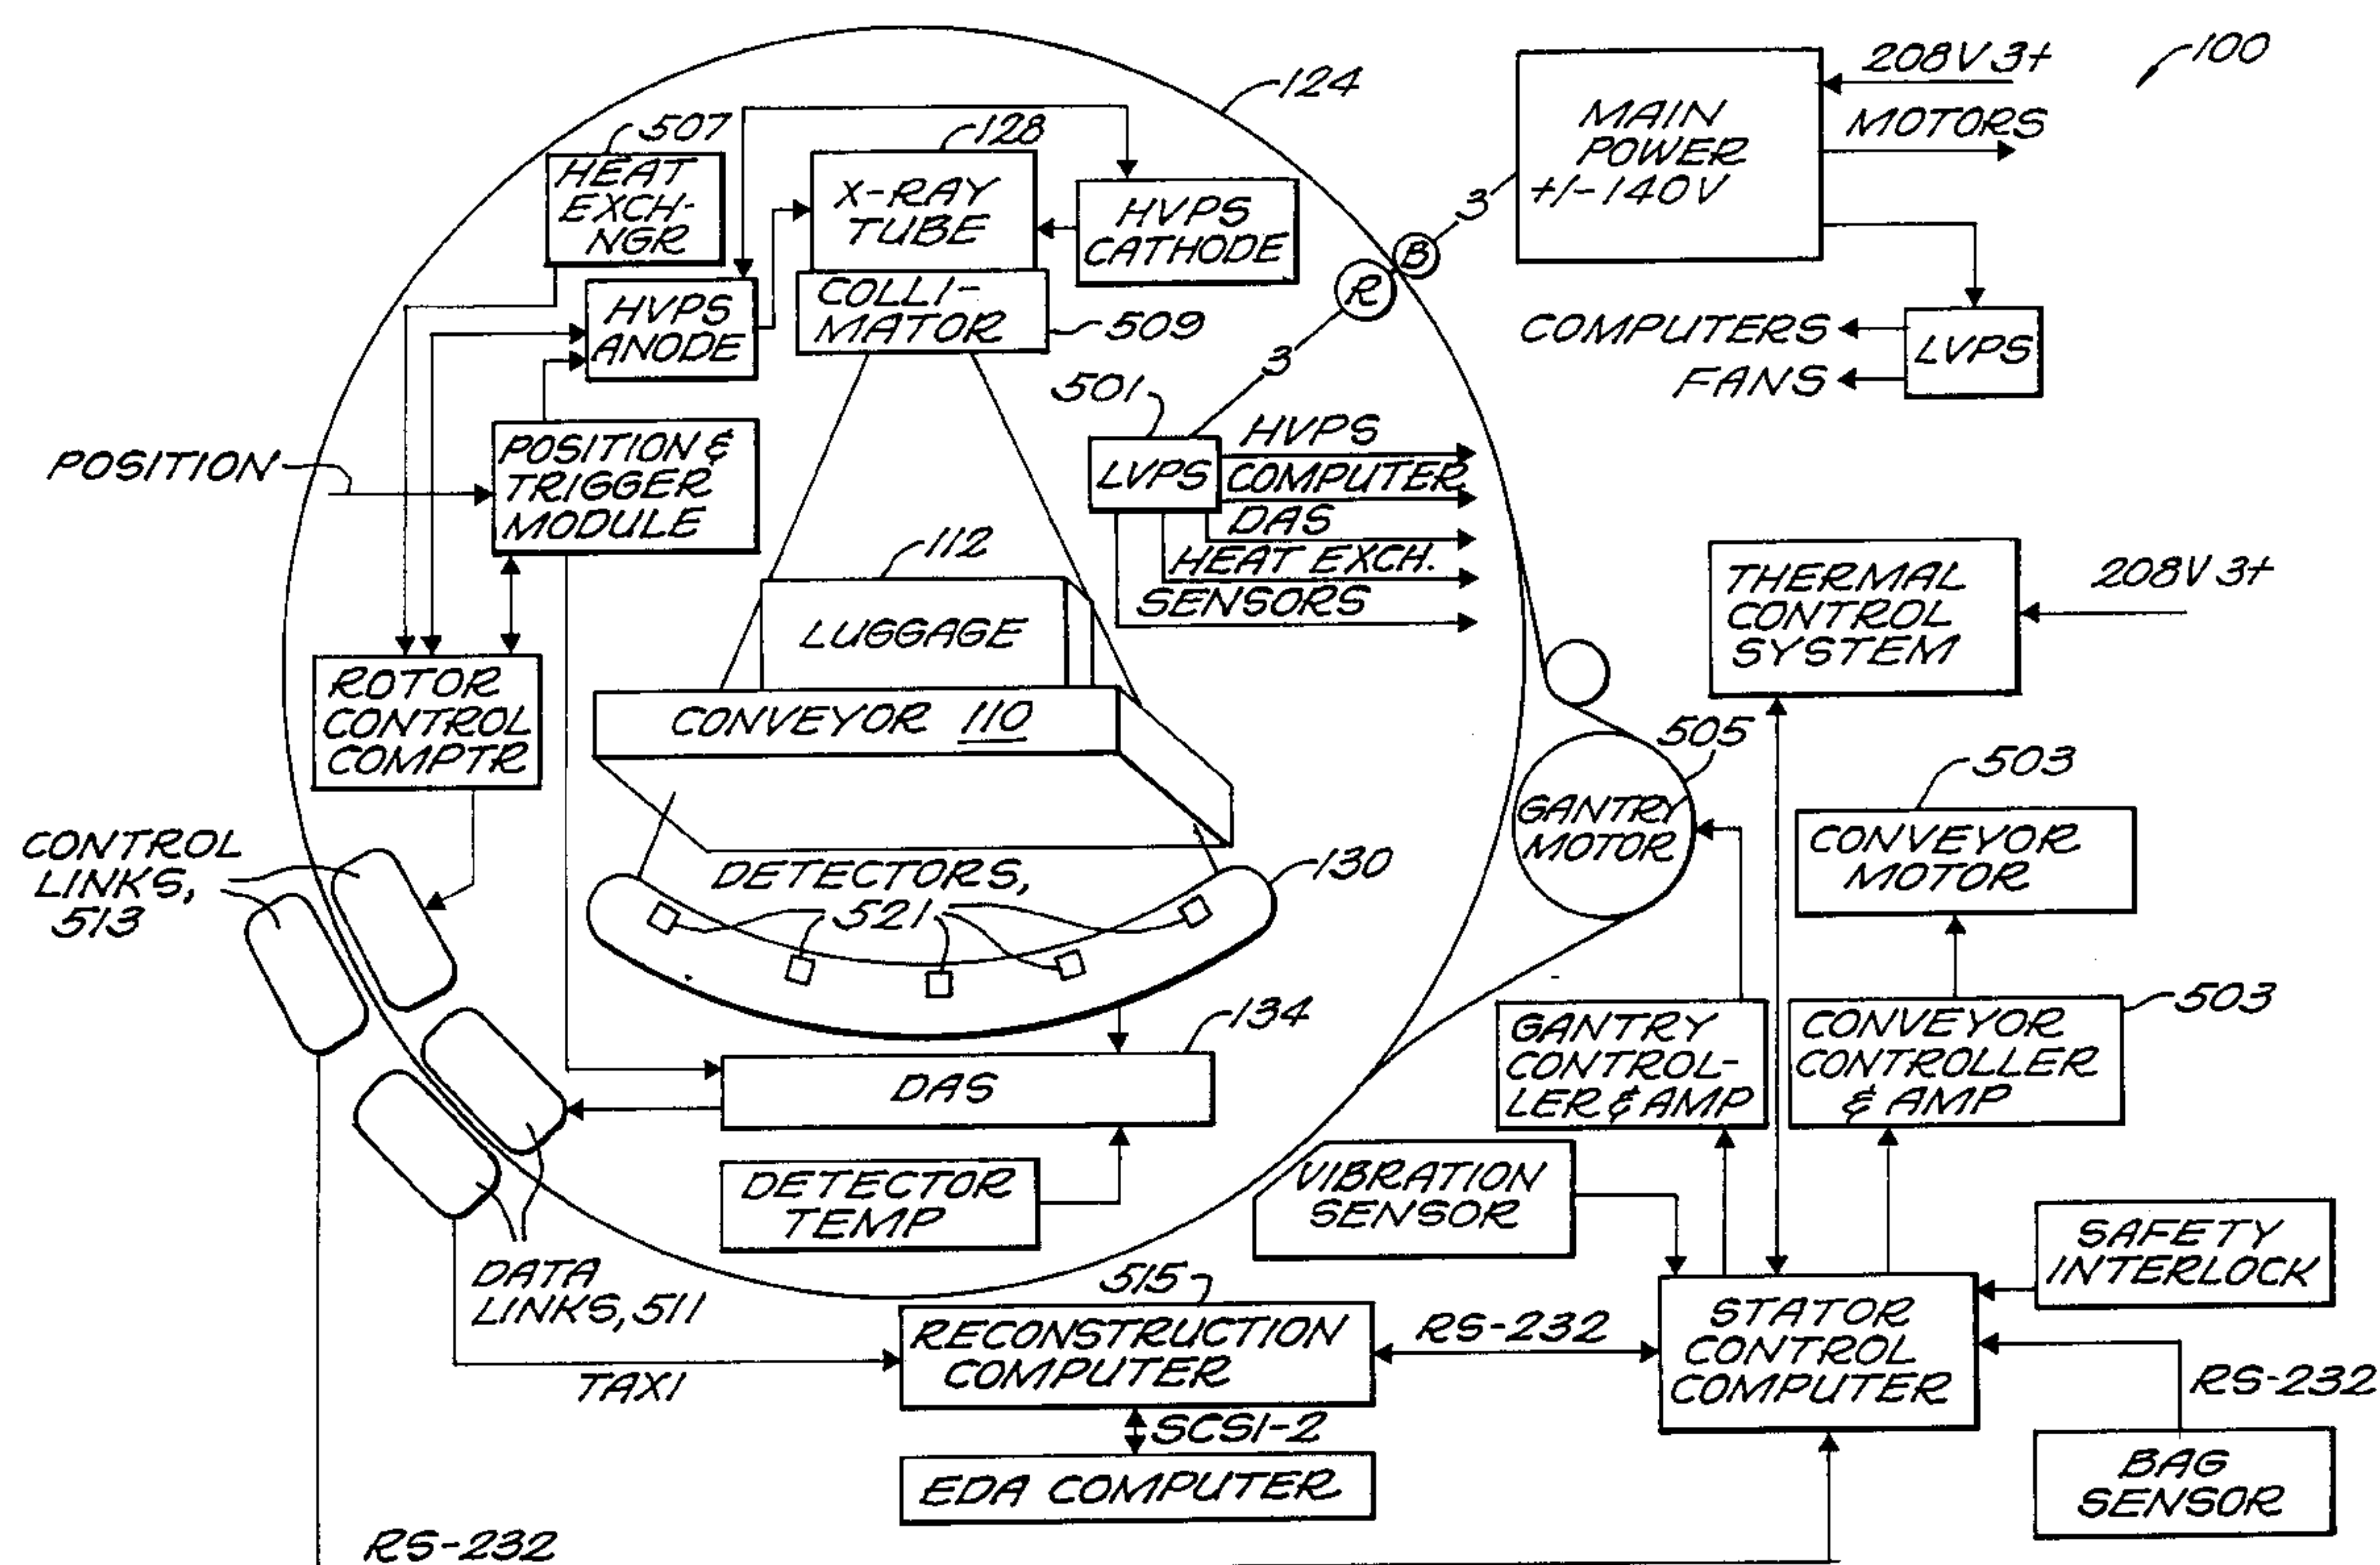 208V 3†
100
124
MAIN
POWER
+/-140V
MOTORS
507
HEAT
EXCH-
NGR
128
X-RAY
TUBE
HVPS
CATHODE
3
B
R
HVPS
ANODE
COLLI-
MATOR
509
3
COMPUTERS
FANS
LVPS
501
LVPS
HVPS
COMPUTER
DAS
HEAT EXCH.
SENSORS
POSITION
POSITION &
TRIGGER
MODULE
112
LUGGAGE
THERMAL
CONTROL
SYSTEM
208V 3†
ROTOR
CONTROL
COMPTR
CONVEYOR 110
505
GANTRY
MOTOR
503
CONVEYOR
MOTOR
CONTROL
LINKS,
513
DETECTORS,
521
130
134
DAS
GANTRY
CONTROL-
LER & AMP
CONVEYOR
CONTROLLER
& AMP
503
DETECTOR
TEMP
VIBRATION
SENSOR
SAFETY
INTERLOCK
DATA
LINKS, 511
515
RECONSTRUCTION
COMPUTER
RS-232
STATOR
CONTROL
COMPUTER
TAXI
RS-232
SCSI-2
EDA COMPUTER
BAG
SENSOR
RS-232